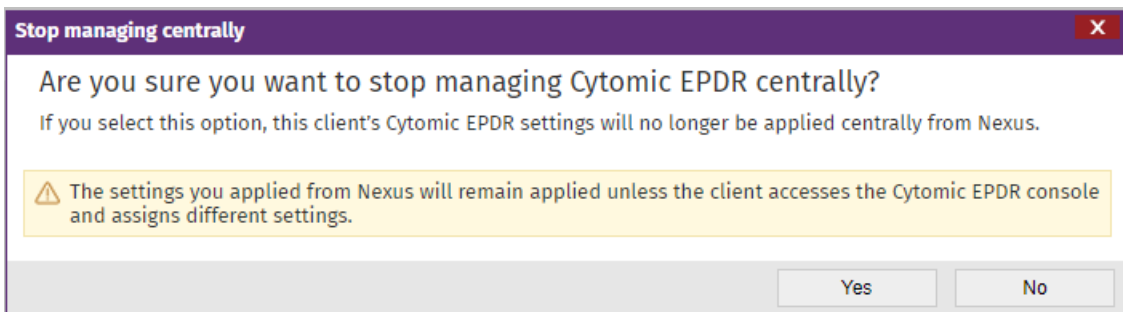 Stop managing centrally
X
Are you sure you want to stop managing Cytomic EPDR centrally?
If you select this option, this client's Cytomic EPDR settings will no longer be applied centrally from Nexus.
The settings you applied from Nexus will remain applied unless the client accesses the Cytomic EPDR console
and assigns different settings.
Yes
No